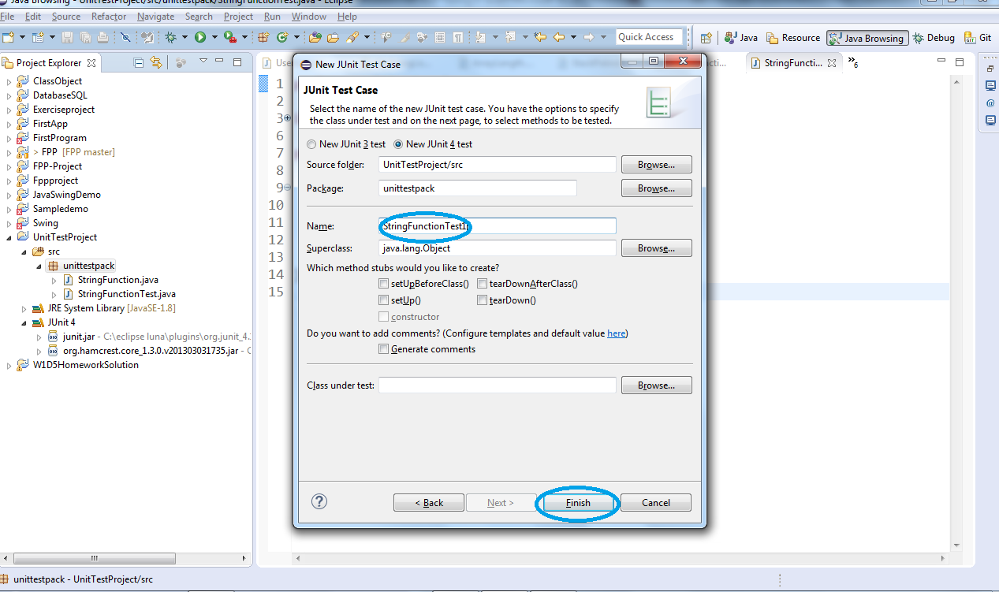 Java Browsing - UnitTestProject/src/unittestpack/StringFunctionTest.java - Eclipse
File Edit Source Refactor Navigate Search Project Run Window Help
Quick Access
Java Resource Java Browsing Debug Git
Project Explorer
StringFuncti...
6
ClassObject
DatabaseSQL
Exerciseproject
FirstApp
FirstProgram
> FPP [FPP master]
FPP-Project
Fppproject
JavaSwingDemo
Sampledemo
Swing
UnitTestProject
src
unittestpack
StringFunction.java
StringFunctionTest.java
JRE System Library [JavaSE-1.8]
JUnit 4
junit.jar - C:\eclipse luna\plugins\org.junit_4.
org.hamcrest.core_1.3.0.v201303031735.jar - C
W1D5HomeworkSolution
1
2
3
6
7
8
9
10
11
12
13
14
15
New JUnit Test Case
JUnit Test Case
Select the name of the new JUnit test case. You have the options to specify
the class under test and on the next page, to select methods to be tested.
New JUnit 3 test New JUnit 4 test
Source folder: UnitTestProject/src Browse...
Package: unittestpack Browse...
Name: StringFunctionTest1
Superclass: java.lang.Object Browse...
Which method stubs would you like to create?
setUpBeforeClass() tearDownAfterClass()
setUp() tearDown()
constructor
Do you want to add comments? (Configure templates and default value here)
Generate comments
Class under test: Browse...
? < Back Next > Finish Cancel
unittestpack - UnitTestProject/src